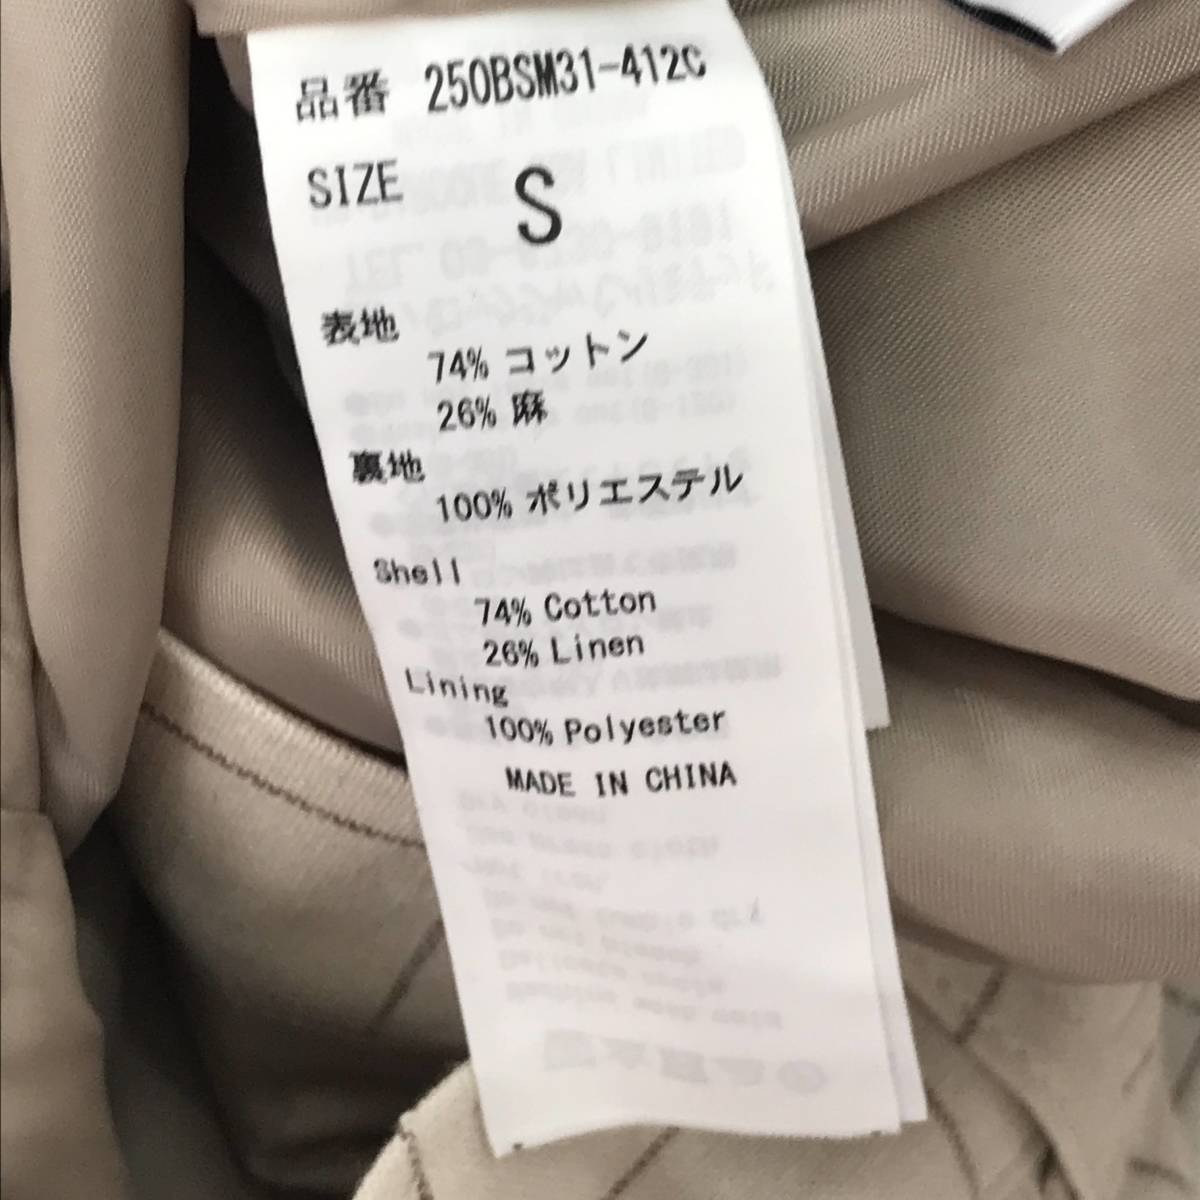 品番 250BSM31-412C
SIZE S
表地
74% コットン
26% 麻
裏地
100% ポリエステル
Shell
74% Cotton
26% Linen
Lining
100% Polyester
MADE IN CHINA